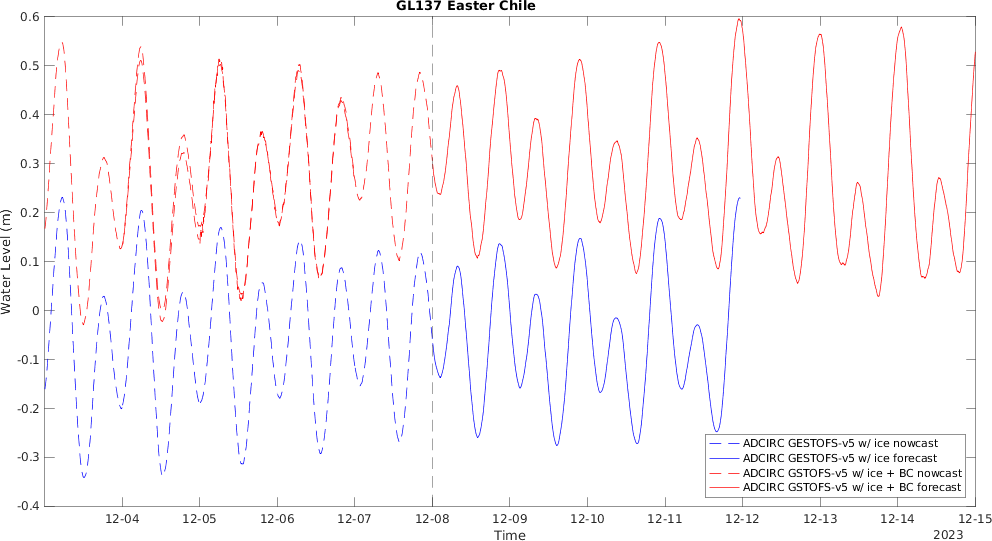 GL137 Easter Chile
0.6
0.5
0.4
0.3
0.2
0.1
0
-0.1
-0.2
-0.3
-0.4
Water Level (m)
ADCIRC GESTOFS-v5 w/ ice nowcast
ADCIRC GESTOFS-v5 w/ ice forecast
ADCIRC GSTOFS-v5 w/ ice + BC nowcast
ADCIRC GSTOFS-v5 w/ ice + BC forecast
12-04 12-05 12-06 12-07 12-08 12-09 12-10 12-11 12-12 12-13 12-14 12-15
Time
2023